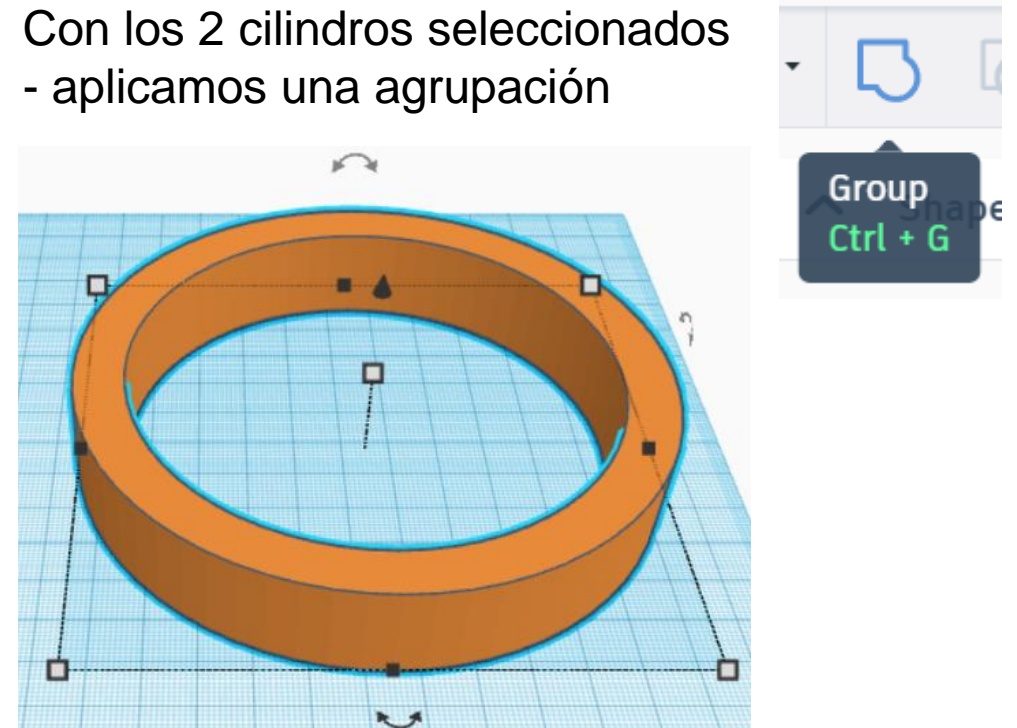 Con los 2 cilindros seleccionados
- aplicamos una agrupación
Group
Ctrl + G